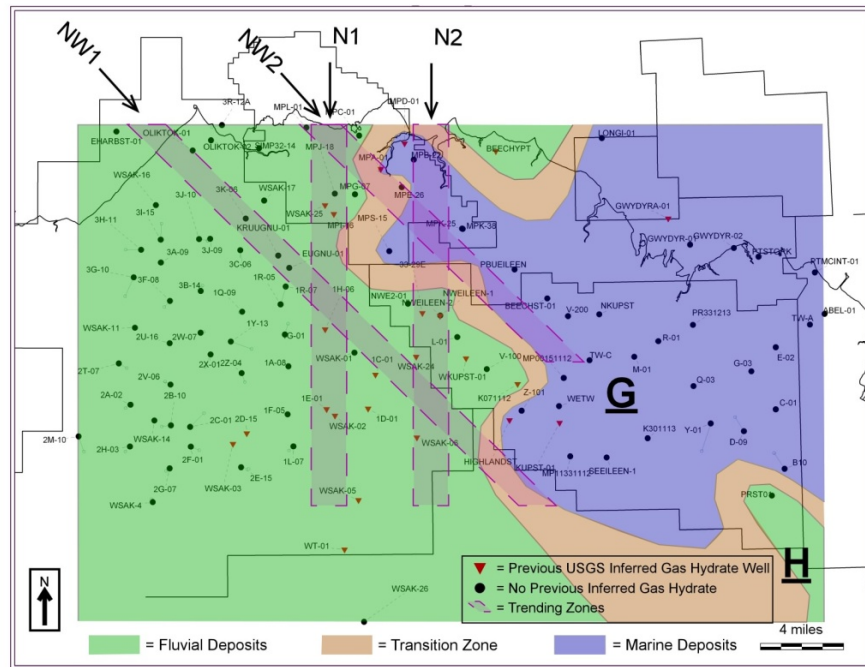 NW1
NW2
N1
N2
3R-12A
MPL-01
MPC-01
MPD-01
OLIKTOK-01
EHARBST-01
OLIKTOK-02
MPJ-18
MPA-01
BEECHYPT
LONGI-01
WSAK-16
3J-10
3K-06
WSAK-17
MPG-07
MPE-26
3H-11
3I-15
WSAK-25
MPS-15
MPK-25
MPK-38
GWYDYRA-01
KRUUGNU-01
3A-09
3J-09
EUGNU-01
33-29E
GWYDYR-02
3G-10
3F-08
3C-06
1R-05
PBUEILEEN
PTMCINT-01
3B-14
1Q-09
1R-07
1H-06
NWE2-01
NWEILEEN-1
NWEILEEN-2
BEECHST-01
V-200
NKUPST
PR331213
ABEL-01
TW-A
WSAK-11
2U-16
2W-07
1Y-13
L-01
R-01
E-02
2T-07
2X-01
2Z-04
1A-08
WSAK-01
1C-01
WSAK-24
V-100
MP00151112
TW-C
M-01
G-03
2V-06
WKUPST-01
2A-02
2B-10
1E-01
K071112
Z-101
WETW
G
Q-03
C-01
2M-10
2C-01
2D-15
1F-05
1D-01
WSAK-02
WSAK-14
2H-03
2F-01
1L-07
WSAK-06
K301113
Y-01
D-09
WSAK-03
2E-15
HIGHLANDST
MP11331112
BEEILEEN-1
B10
2G-07
WSAK-4
WSAK-05
PRST01
WT-01
H
WSAK-26
= Previous USGS Inferred Gas Hydrate Well
= No Previous Inferred Gas Hydrate
= Trending Zones
N
4 miles
= Fluvial Deposits
= Transition Zone
= Marine Deposits